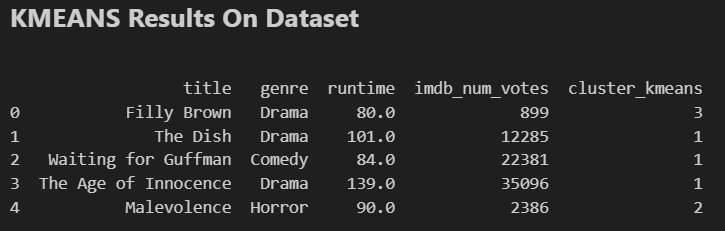 KMEANS Results On Dataset
title genre runtime imdb_num_votes cluster_kmeans
0 Filly Brown Drama 80.0 899 3
1 The Dish Drama 101.0 12285 1
2 Waiting for Guffman Comedy 84.0 22381 1
3 The Age of Innocence Drama 139.0 35096 1
4 Malevolence Horror 90.0 2386 2